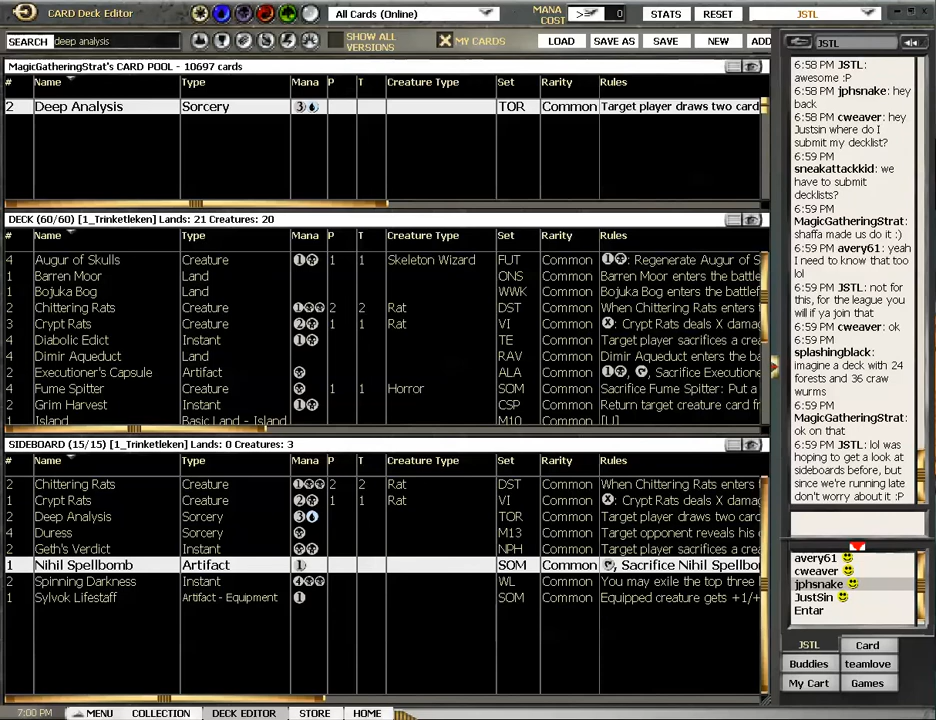 CARD Deck Editor
All Cards (Online)
MANA COST
0
STATS
RESET
JSTL
SEARCH deep analysis
SHOW ALL VERSIONS
MY CARDS
LOAD
SAVE AS
SAVE
NEW
ADD
JSTL
MagicGatheringStrat's CARD POOL - 10697 cards
# Name Type Mana P T Creature Type Set Rarity Rules
2 Deep Analysis Sorcery 3 TOR Common Target player draws two card
DECK (60/60) [1_Trinketleken] Lands: 21 Creatures: 20
# Name Type Mana P T Creature Type Set Rarity Rules
4 Augur of Skulls Creature 1 1 1 Skeleton Wizard FUT Common 1 : Regenerate Augur of S
1 Barren Moor Land ONS Common Barren Moor enters the battle
1 Bojuka Bog Land WWK Common Bojuka Bog enters the battlef
2 Chittering Rats Creature 1 2 2 Rat DST Common When Chittering Rats enters
3 Crypt Rats Creature 2 1 1 Rat VI Common X : Crypt Rats deals X dama
4 Diabolic Edict Instant 1 TE Common Target player sacrifices a crea
4 Dimir Aqueduct Land RAV Common Dimir Aqueduct enters the ba
2 Executioner's Capsule Artifact ALA Common 1 , , Sacrifice Executione
4 Fume Spitter Creature 1 1 Horror SOM Common Sacrifice Fume Spitter: Put a
2 Grim Harvest Instant 1 CSP Common Return target creature card fr
1 Island Basic Land - Island M10 Common [U]
SIDEBOARD (15/15) [1_Trinketleken] Lands: 0 Creatures: 3
# Name Type Mana P T Creature Type Set Rarity Rules
2 Chittering Rats Creature 1 2 2 Rat DST Common When Chittering Rats enters
1 Crypt Rats Creature 2 1 1 Rat VI Common X : Crypt Rats deals X dama
2 Deep Analysis Sorcery 3 TOR Common Target player draws two card
4 Duress Sorcery M13 Common Target opponent reveals his o
2 Geth's Verdict Instant NPH Common Target player sacrifices a crea
1 Nihil Spellbomb Artifact 1 SOM Common , Sacrifice Nihil Spellbo
2 Spinning Darkness Instant 4 WL Common You may exile the top three
1 Sylvok Lifestaff Artifact - Equipment 1 SOM Common Equipped creature gets +1/+
6:58 PM JSTL:
awesome :P
6:58 PM jphsnake: hey
back
6:58 PM cweaver: hey
Justsin where do I
submit my decklist?
6:59 PM
sneakattackkid: we
have to submit
decklists?
6:59 PM
MagicGatheringStrat:
shaffa made us do it :)
6:59 PM avery61: yeah
I need to know that too
lol
6:59 PM JSTL: not for
this, for the league you
will if ya join that
6:59 PM cweaver: ok
6:59 PM
splashingblack:
imagine a deck with 24
forests and 36 craw
wurms
6:59 PM
MagicGatheringStrat:
ok on that
6:59 PM JSTL: lol was
hoping to get a look at
sideboards before, but
since we're running late
don't worry about it :P
avery61
cweaver
jphsnake
JustSin
Entar
JSTL Card
Buddies teamlove
My Cart Games
7:00 PM MENU COLLECTION DECK EDITOR STORE HOME